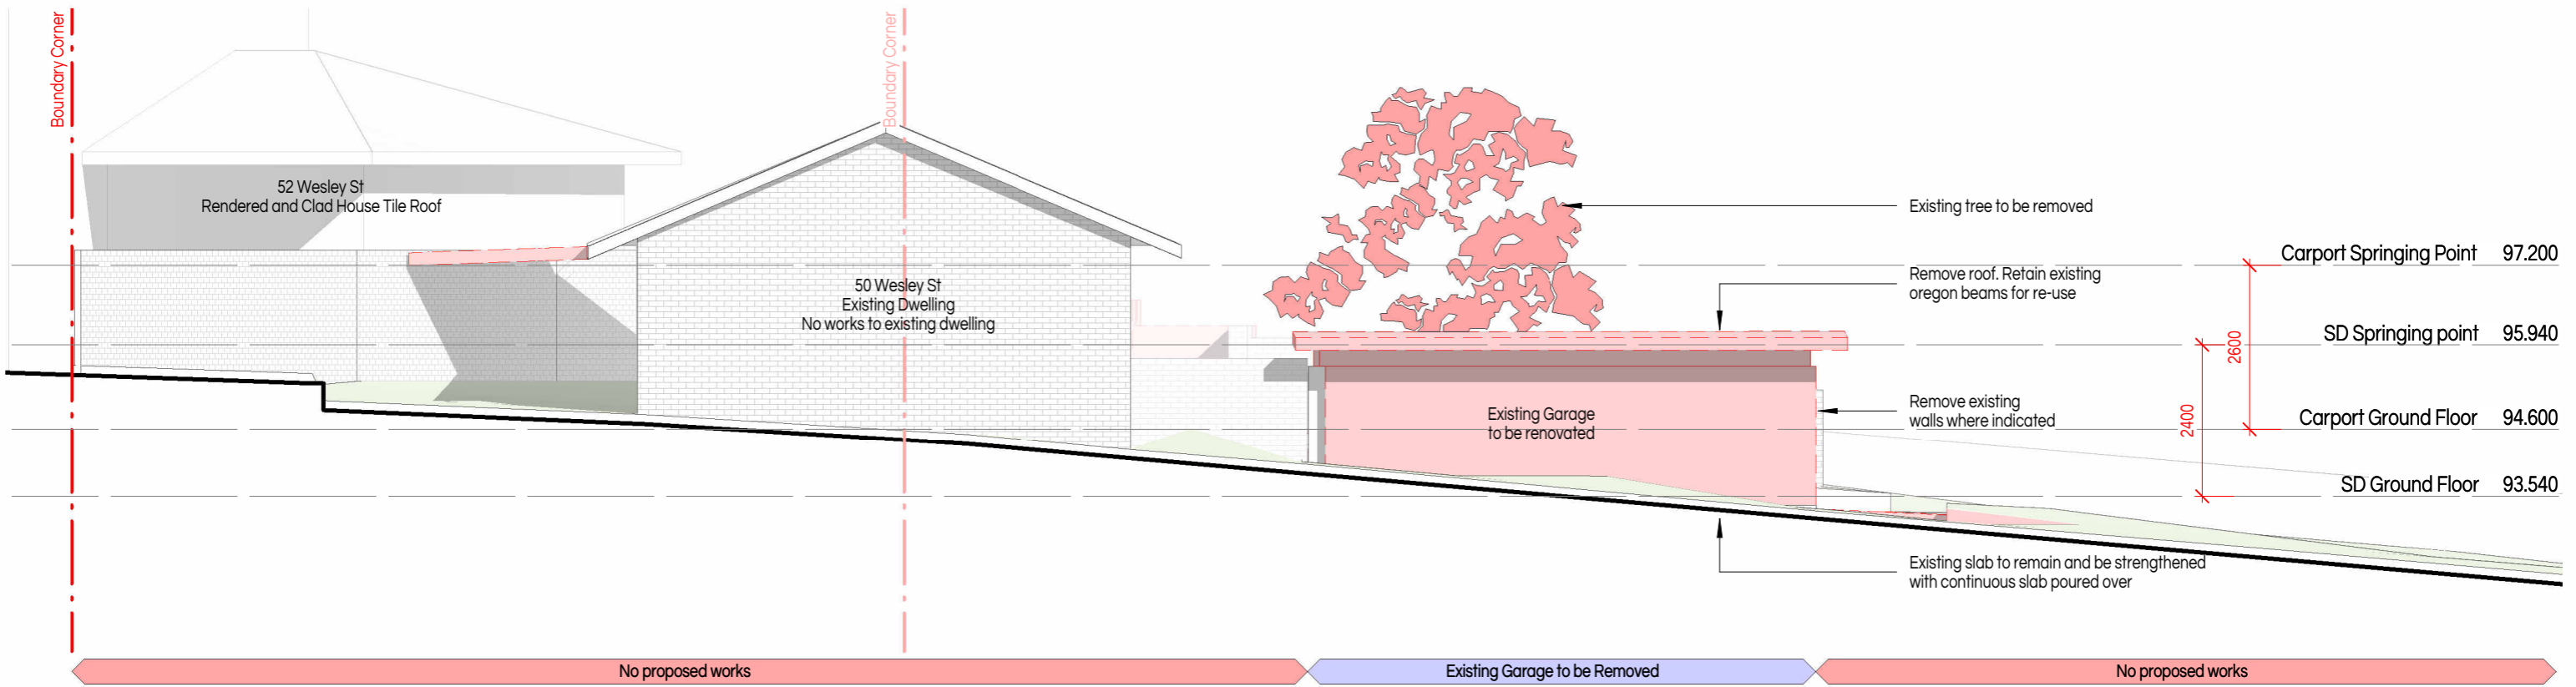 Boundary Corner
Boundary Corner
52 Wesley St
Rendered and Clad House Tile Roof
50 Wesley St
Existing Dwelling
No works to existing dwelling
Existing tree to be removed
Carport Springing Point 97.200
Remove roof. Retain existing
oregon beams for re-use
SD Springing point 95.940
2600
Existing Garage
to be renovated
Remove existing
walls where indicated
2400
Carport Ground Floor 94.600
SD Ground Floor 93.540
Existing slab to remain and be strengthened
with continuous slab poured over
No proposed works
Existing Garage to be Removed
No proposed works